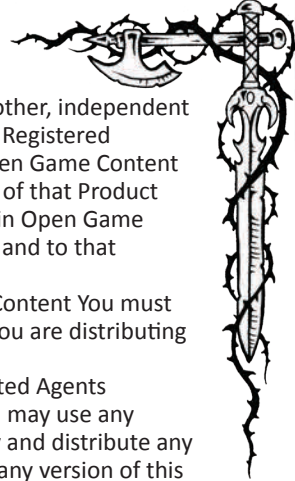 other, independent
Registered
en Game Content
of that Product
in Open Game
and to that
Content You must
ou are distributing
ted Agents
may use any
and distribute any
any version of this